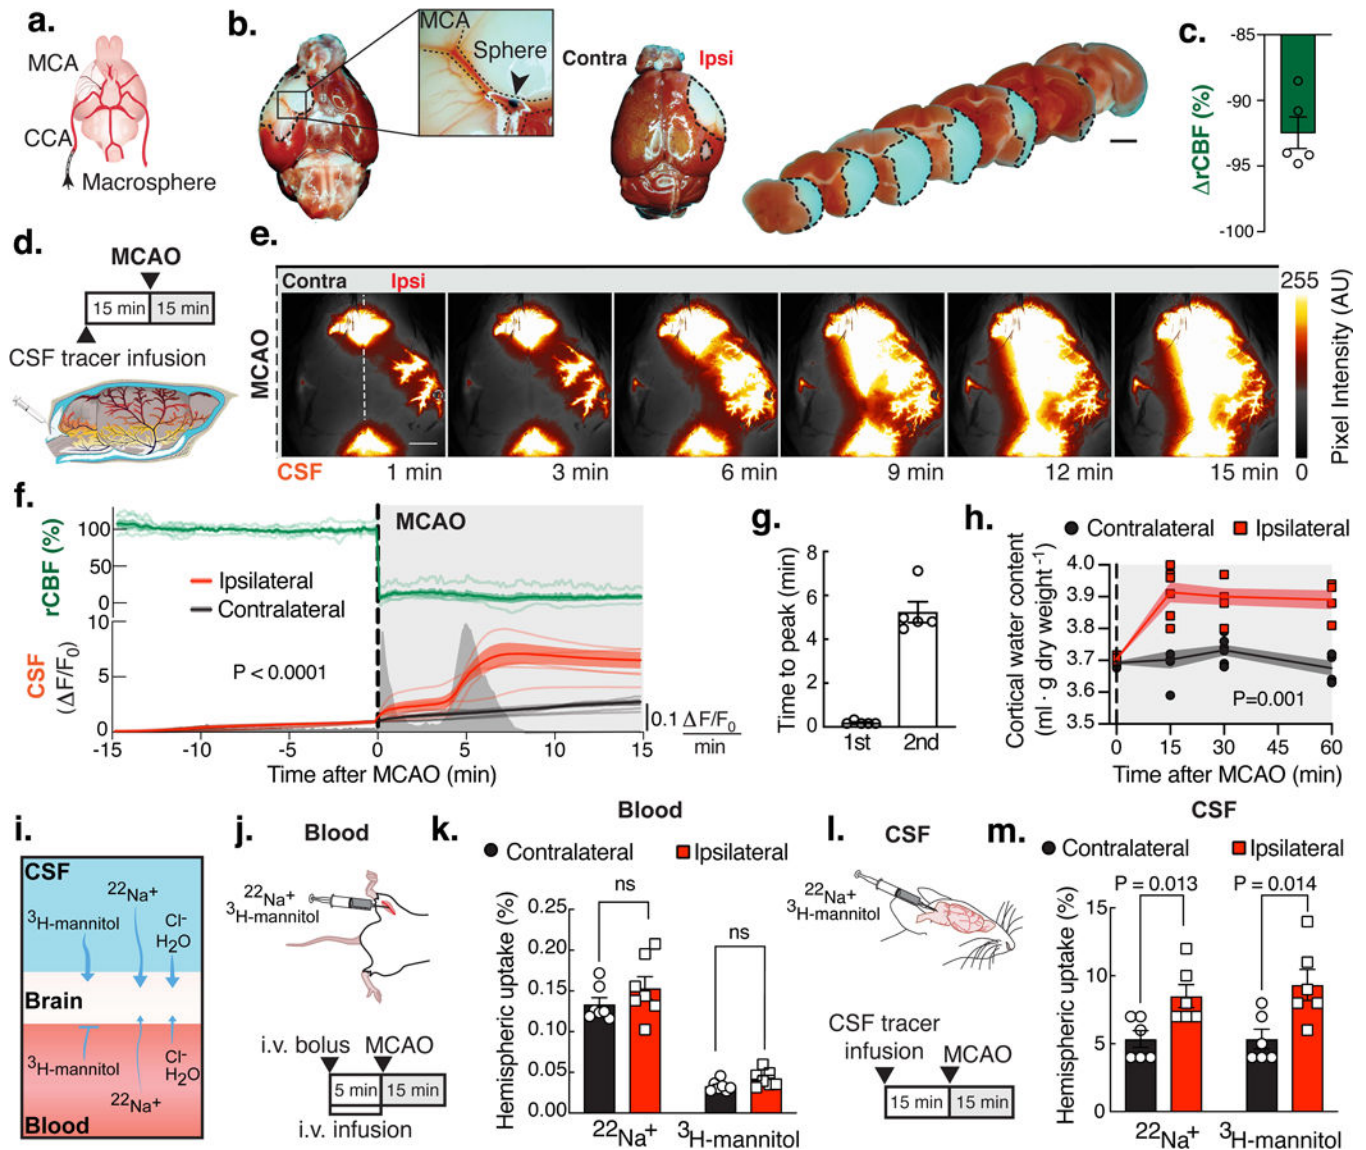 a.
MCA
CCA
Macrosphere
b.
MCA
Sphere
Contra
Ipsi
c.
ΔrCBF (%)
-85
-90
-95
-100
d.
MCAO
15 min
15 min
CSF tracer infusion
e.
Contra
Ipsi
MCAO
CSF
1 min
3 min
6 min
9 min
12 min
15 min
255
0
Pixel Intensity (AU)
f.
MCAO
rCBF (%)
100
50
0
Ipsilateral
Contralateral
CSF
(ΔF/F₀)
10
5
0
P < 0.0001
0.1 ΔF/F₀
min
-15
-10
-5
0
5
10
15
Time after MCAO (min)
g.
Time to peak (min)
8
6
4
2
0
1st
2nd
h.
Contralateral
Ipsilateral
Cortical water content
(ml · g dry weight⁻¹)
4.0
3.9
3.8
3.7
3.6
3.5
P=0.001
0
15
30
45
60
Time after MCAO (min)
i.
CSF
²²Na⁺
³H-mannitol
Cl⁻
H₂O
Brain
³H-mannitol
Cl⁻
H₂O
²²Na⁺
Blood
j.
Blood
²²Na⁺
³H-mannitol
i.v. bolus
MCAO
5 min
15 min
i.v. infusion
Blood
k.
Contralateral
Ipsilateral
Hemispheric uptake (%)
0.25
0.20
0.15
0.10
0.05
0.00
ns
ns
²²Na⁺
³H-mannitol
l.
CSF
²²Na⁺
³H-mannitol
CSF tracer
infusion
MCAO
15 min
15 min
CSF
m.
Contralateral
Ipsilateral
Hemispheric uptake (%)
15
10
5
0
P = 0.013
P = 0.014
²²Na⁺
³H-mannitol